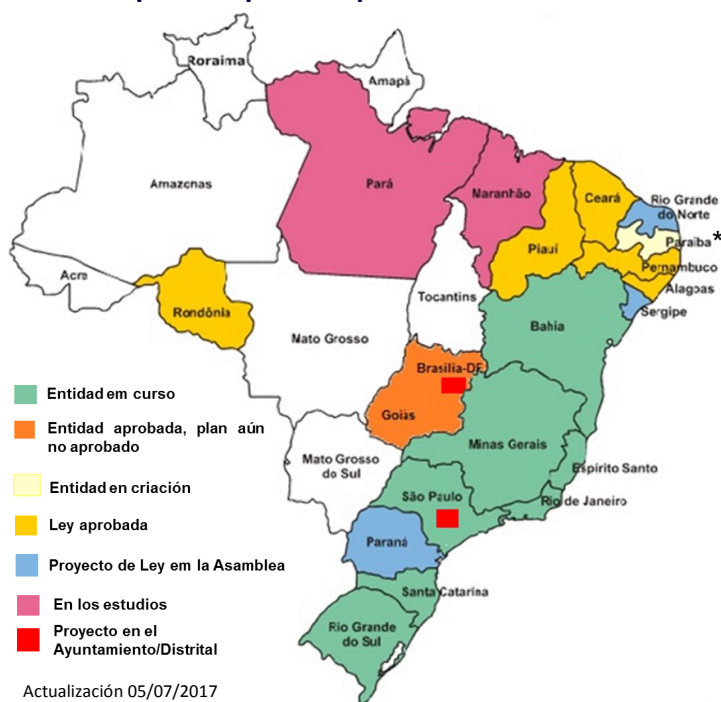 Roraima
Amapá
Amazonas
Pará
Maranhão
Ceará
Rio Grande
do Norte
Paraiba*
Piauí
Pernambuco
Acre
Alagoas
Tocantins
Rondônia
Sergipe
Bahia
Mato Grosso
Brasilia-DF
Goiás
Minas Gerais
Mato Grosso
do Sul
Espírito Santo
São Paulo
Rio de Janeiro
Paraná
Santa Catarina
Rio Grande
do Sul
Entidad em curso
Entidad aprobada, plan aún
no aprobado
Entidad en criación
Ley aprobada
Proyecto de Ley em la Asamblea
En los estudios
Proyecto en el
Ayuntamiento/Distrital
Actualización 05/07/2017